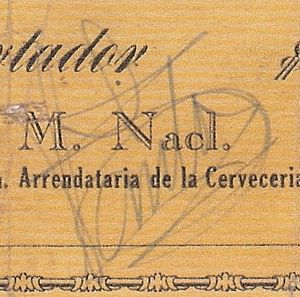 rtador. $
M. Nacl.
. Arrendataria de la Cerveceria